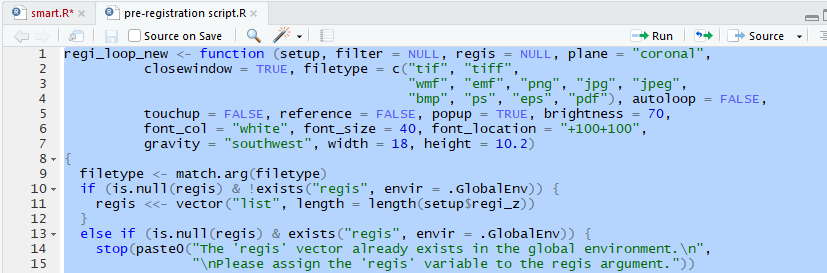 smart.R* × pre-registration script.R ×
Source on Save Run Source
1 regi_loop_new <- function (setup, filter = NULL, regis = NULL, plane = "coronal",
2 closewindow = TRUE, filetype = c("tif", "tiff",
3 "wmf", "emf", "png", "jpg", "jpeg",
4 "bmp", "ps", "eps", "pdf"), autoloop = FALSE,
5 touchup = FALSE, reference = FALSE, popup = TRUE, brightness = 70,
6 font_col = "white", font_size = 40, font_location = "+100+100",
7 gravity = "southwest", width = 18, height = 10.2)
8 {
9 filetype <- match.arg(filetype)
10 if (is.null(regis) & !exists("regis", envir = .GlobalEnv)) {
11 regis <<- vector("list", length = length(setup$regi_z))
12 }
13 else if (is.null(regis) & exists("regis", envir = .GlobalEnv)) {
14 stop(paste0("The 'regis' vector already exists in the global environment.\n",
15 "\nPlease assign the 'regis' variable to the regis argument."))